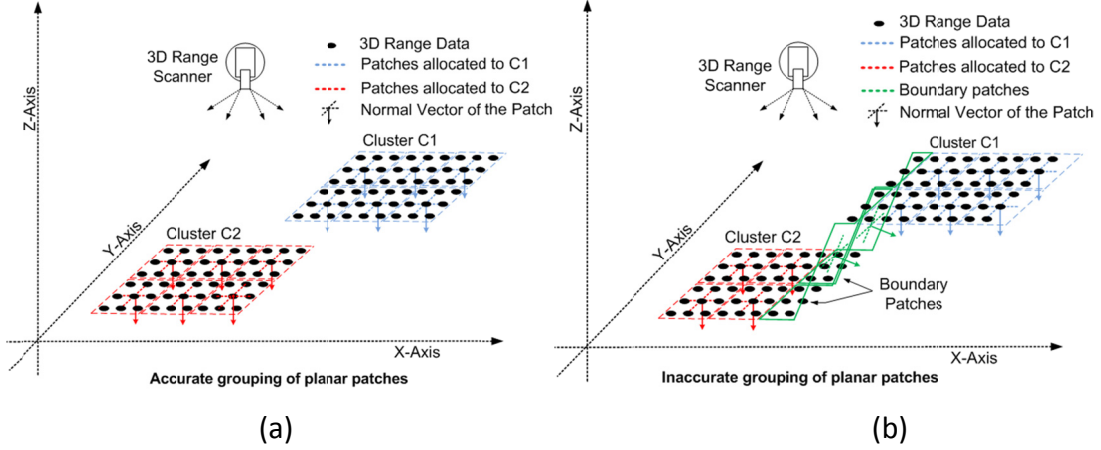 Z-Axis
3D Range
Scanner
3D Range Data
Patches allocated to C1
Patches allocated to C2
Normal Vector of the Patch
Cluster C1
Y-Axis
Cluster C2
X-Axis
Accurate grouping of planar patches
(a)
Z-Axis
3D Range
Scanner
3D Range Data
Patches allocated to C1
Patches allocated to C2
Boundary patches
Normal Vector of the Patch
Cluster C1
Y-Axis
Cluster C2
Boundary
Patches
X-Axis
Inaccurate grouping of planar patches
(b)